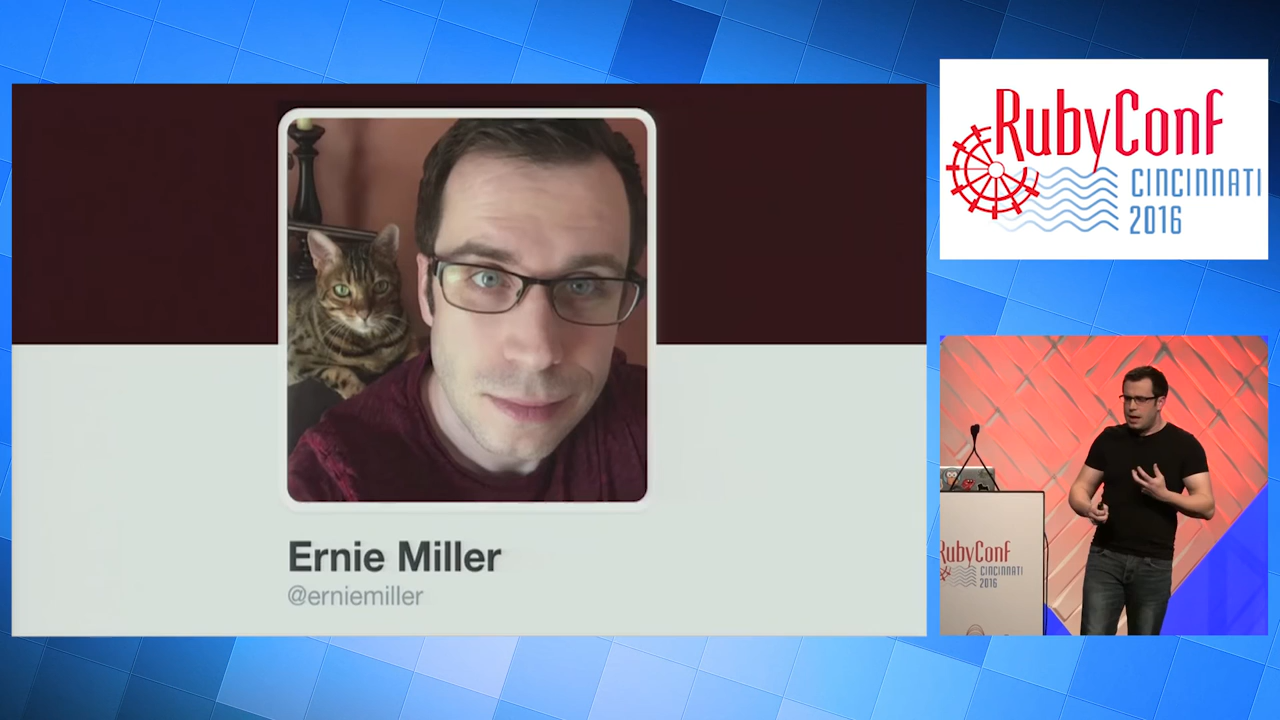 Ernie Miller
@erniemiller
RubyConf
CINCINNATI
2016
RubyConf
CINCINNATI
2016